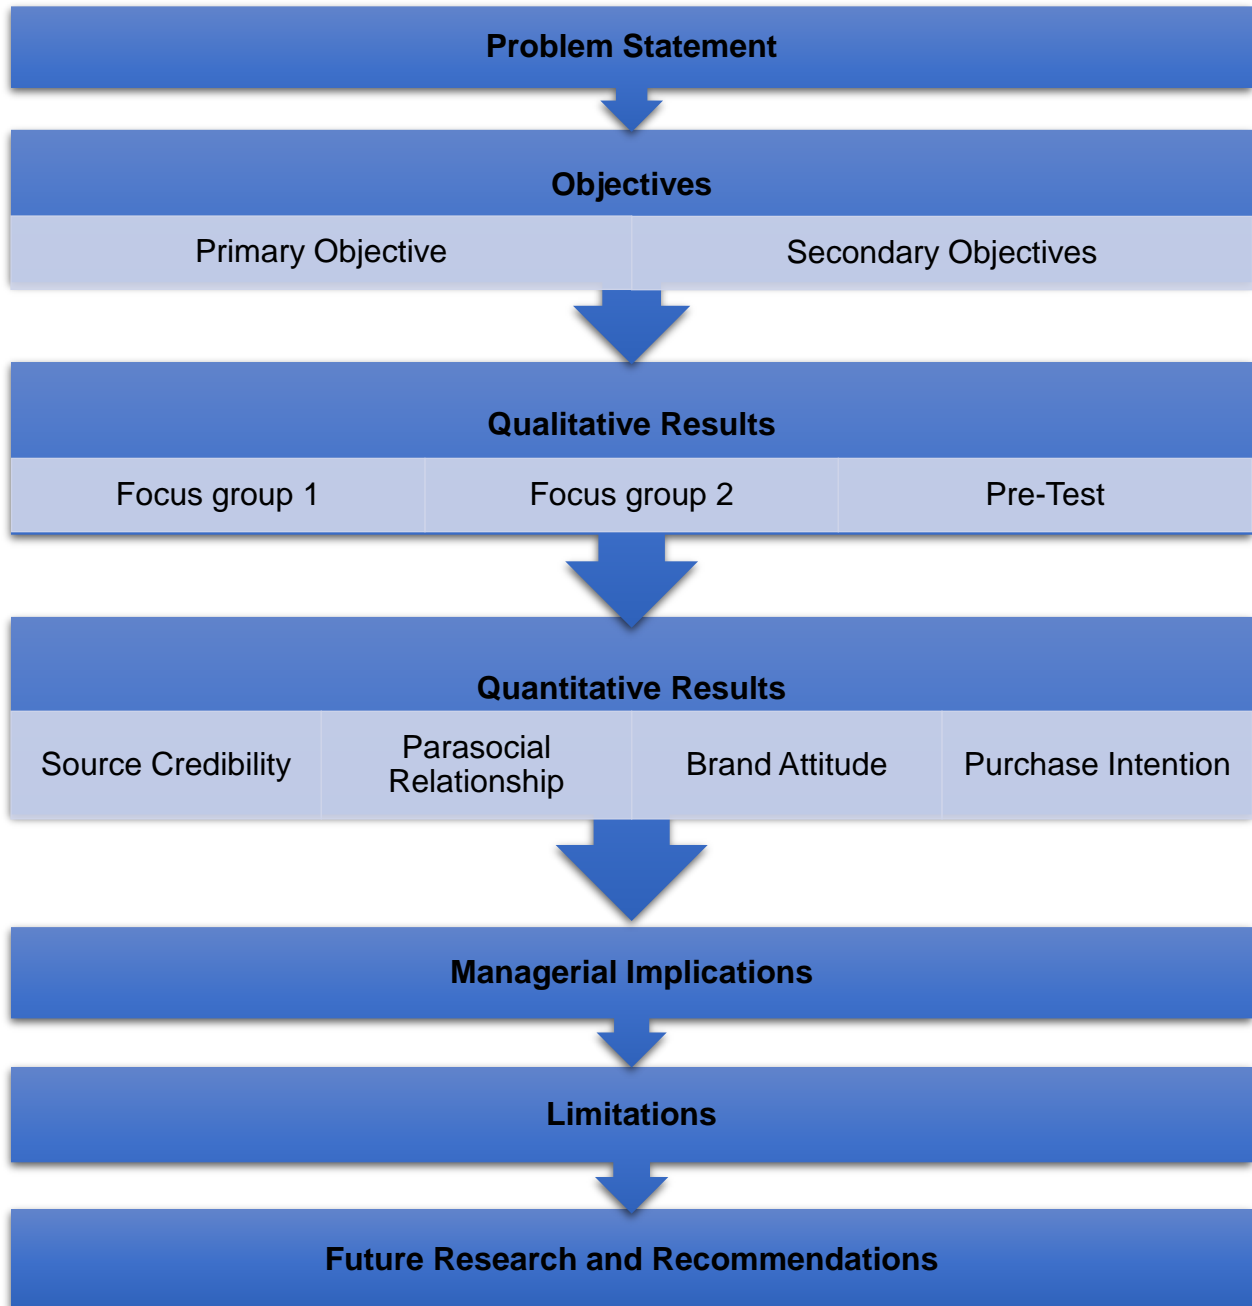 Problem Statement
Objectives
Primary Objective
Secondary Objectives
Qualitative Results
Focus group 1
Focus group 2
Pre-Test
Quantitative Results
Source Credibility
Parasocial
Relationship
Brand Attitude
Purchase Intention
Managerial Implications
Limitations
Future Research and Recommendations